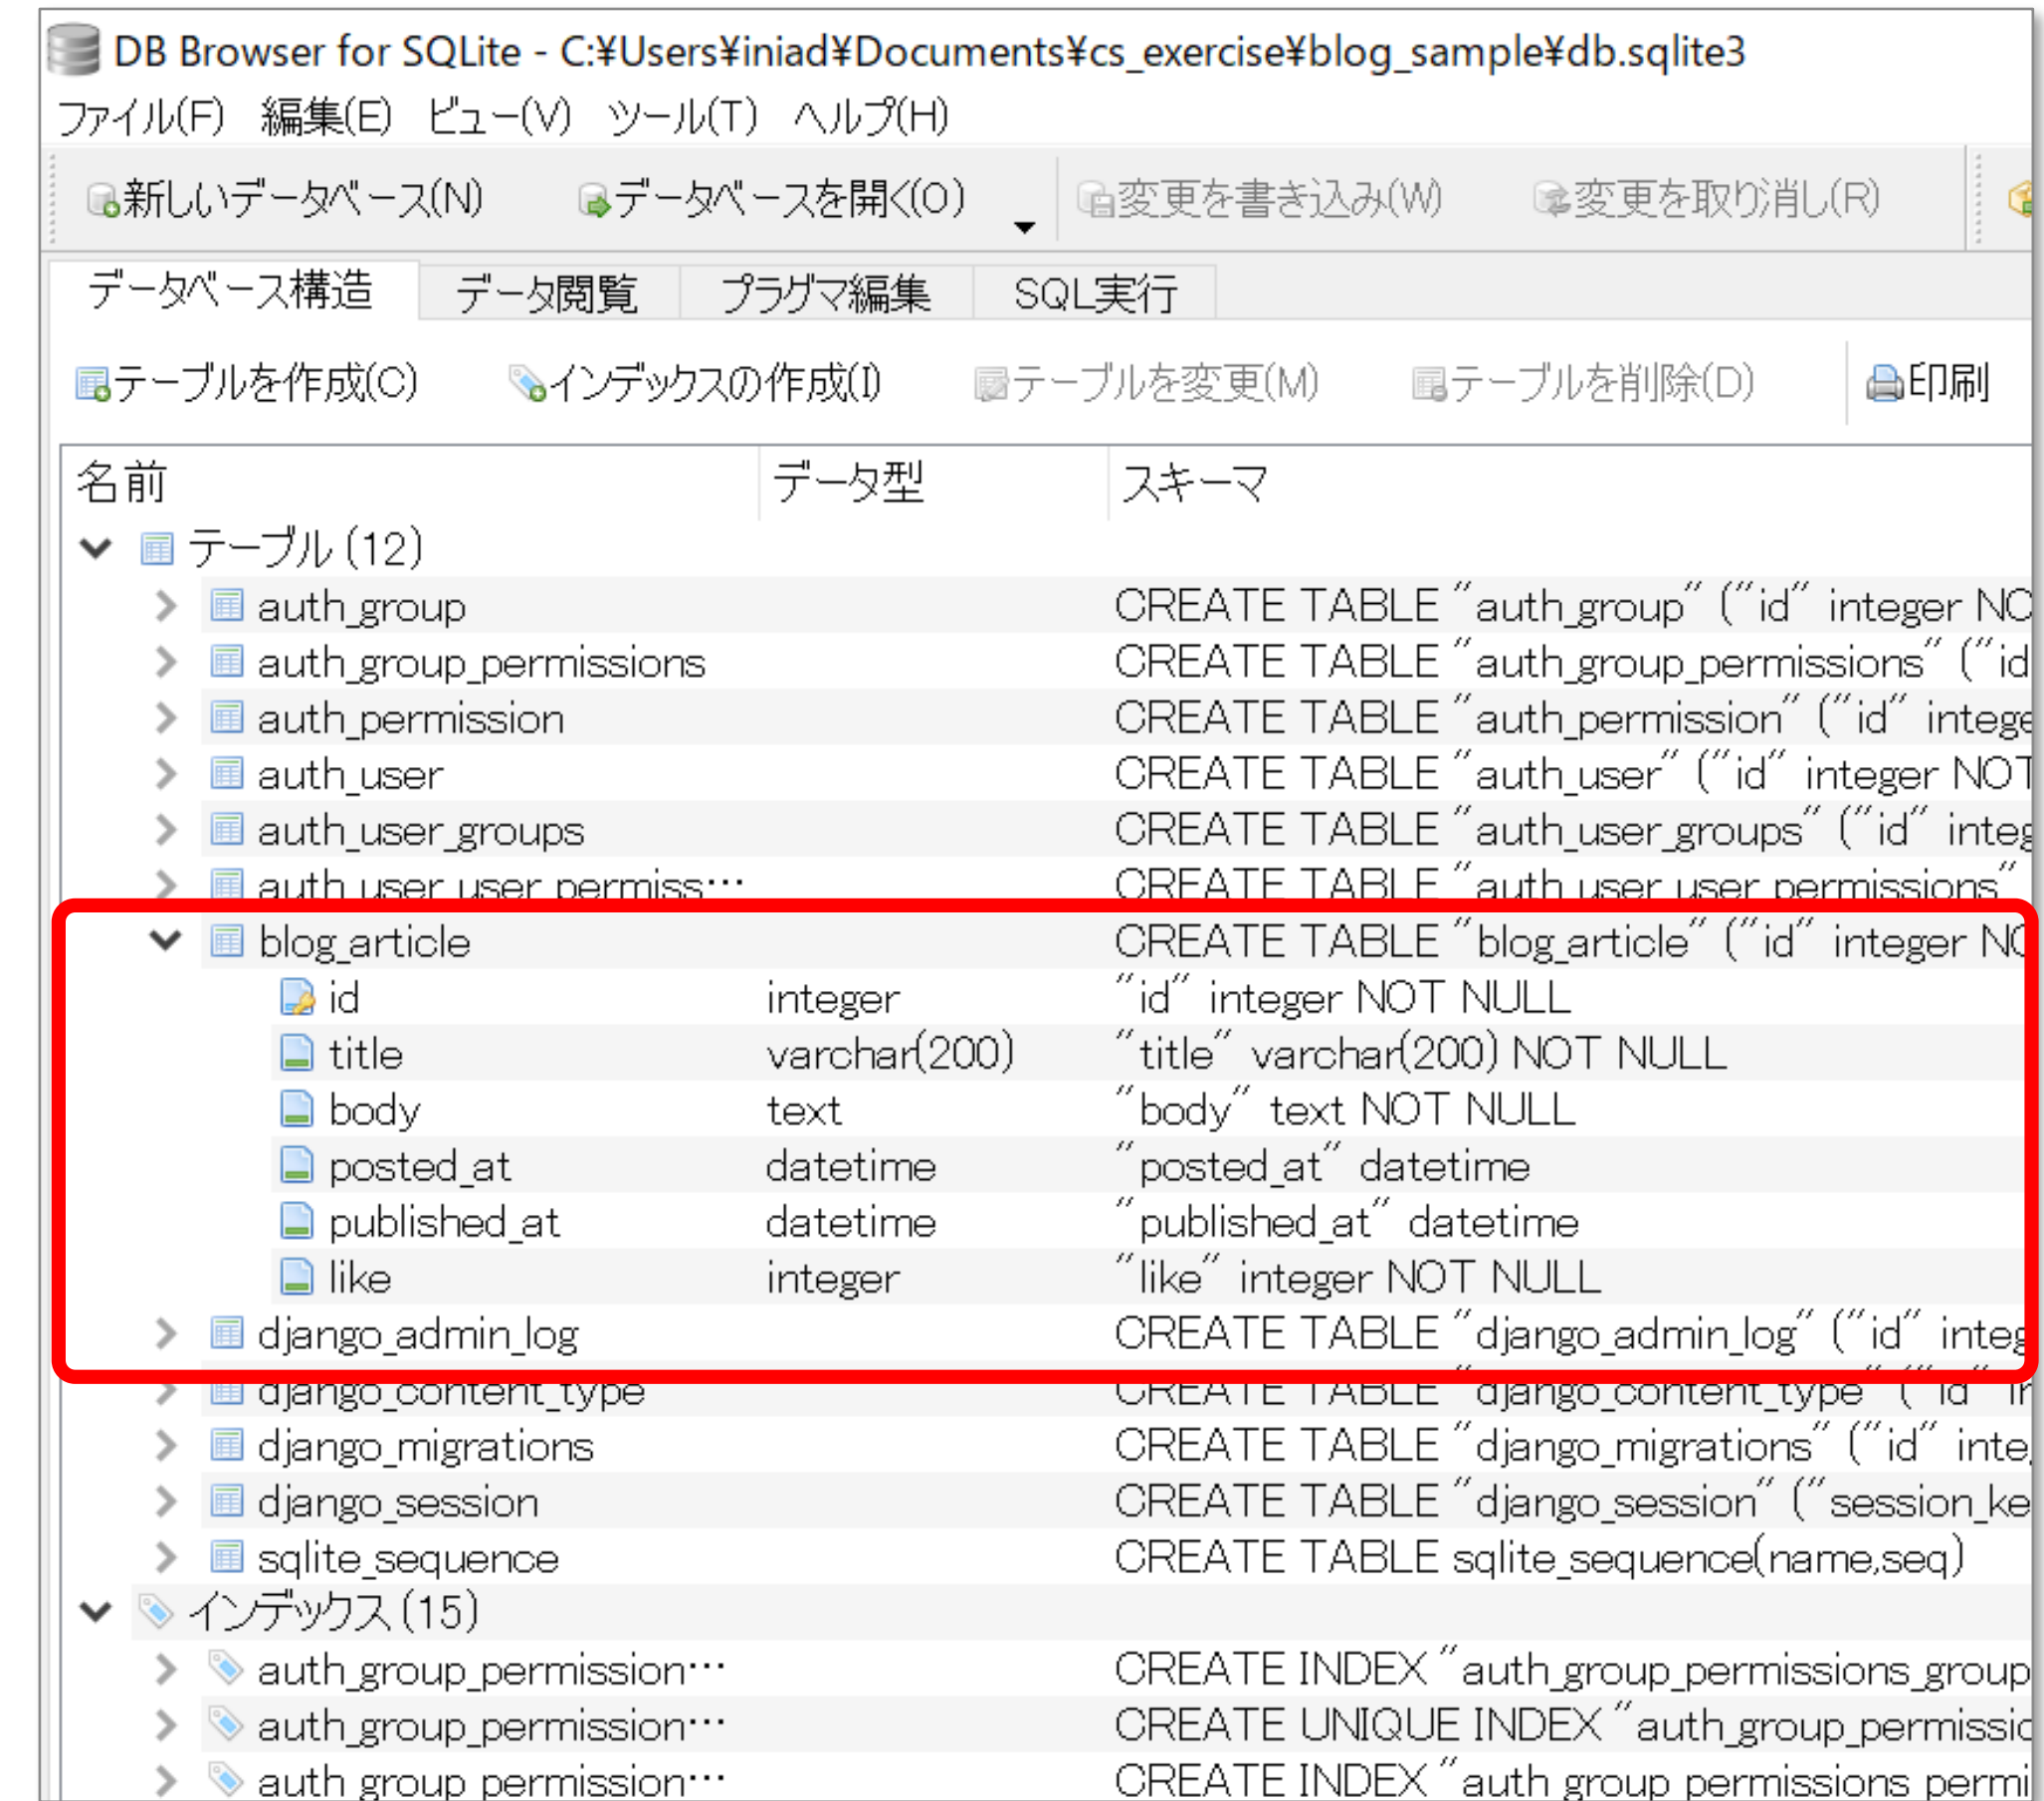 DB Browser for SQLite - C:¥Users¥iniad¥Documents¥cs_exercise¥blog_sample¥db.sqlite3
ファイル(F) 編集(E) ビュー(V) ツール(T) ヘルプ(H)
新しいデータベース(N) データベースを開く(O) 変更を書き込み(W) 変更を取り消し(R)
データベース構造 データ閲覧 プラグマ編集 SQL実行
テーブルを作成(C) インデックスの作成(I) テーブルを変更(M) テーブルを削除(D) 印刷
名前 データ型 スキーマ
テーブル (12)
auth_group CREATE TABLE "auth_group" ("id" integer NO
auth_group_permissions CREATE TABLE "auth_group_permissions" ("id
auth_permission CREATE TABLE "auth_permission" ("id" intege
auth_user CREATE TABLE "auth_user" ("id" integer NOT
auth_user_groups CREATE TABLE "auth_user_groups" ("id" integ
auth_user_user_permiss… CREATE TABLE "auth_user_user_permissions"
blog_article CREATE TABLE "blog_article" ("id" integer NO
id integer "id" integer NOT NULL
title varchar(200) "title" varchar(200) NOT NULL
body text "body" text NOT NULL
posted_at datetime "posted_at" datetime
published_at datetime "published_at" datetime
like integer "like" integer NOT NULL
django_admin_log CREATE TABLE "django_admin_log" ("id" integ
django_content_type CREATE TABLE "django_content_type" ("id" in
django_migrations CREATE TABLE "django_migrations" ("id" inte
django_session CREATE TABLE "django_session" ("session_ke
sqlite_sequence CREATE TABLE sqlite_sequence(name,seq)
インデックス (15)
auth_group_permission… CREATE INDEX "auth_group_permissions_group
auth_group_permission… CREATE UNIQUE INDEX "auth_group_permissio
auth_group_permission… CREATE INDEX "auth_group_permissions_permi